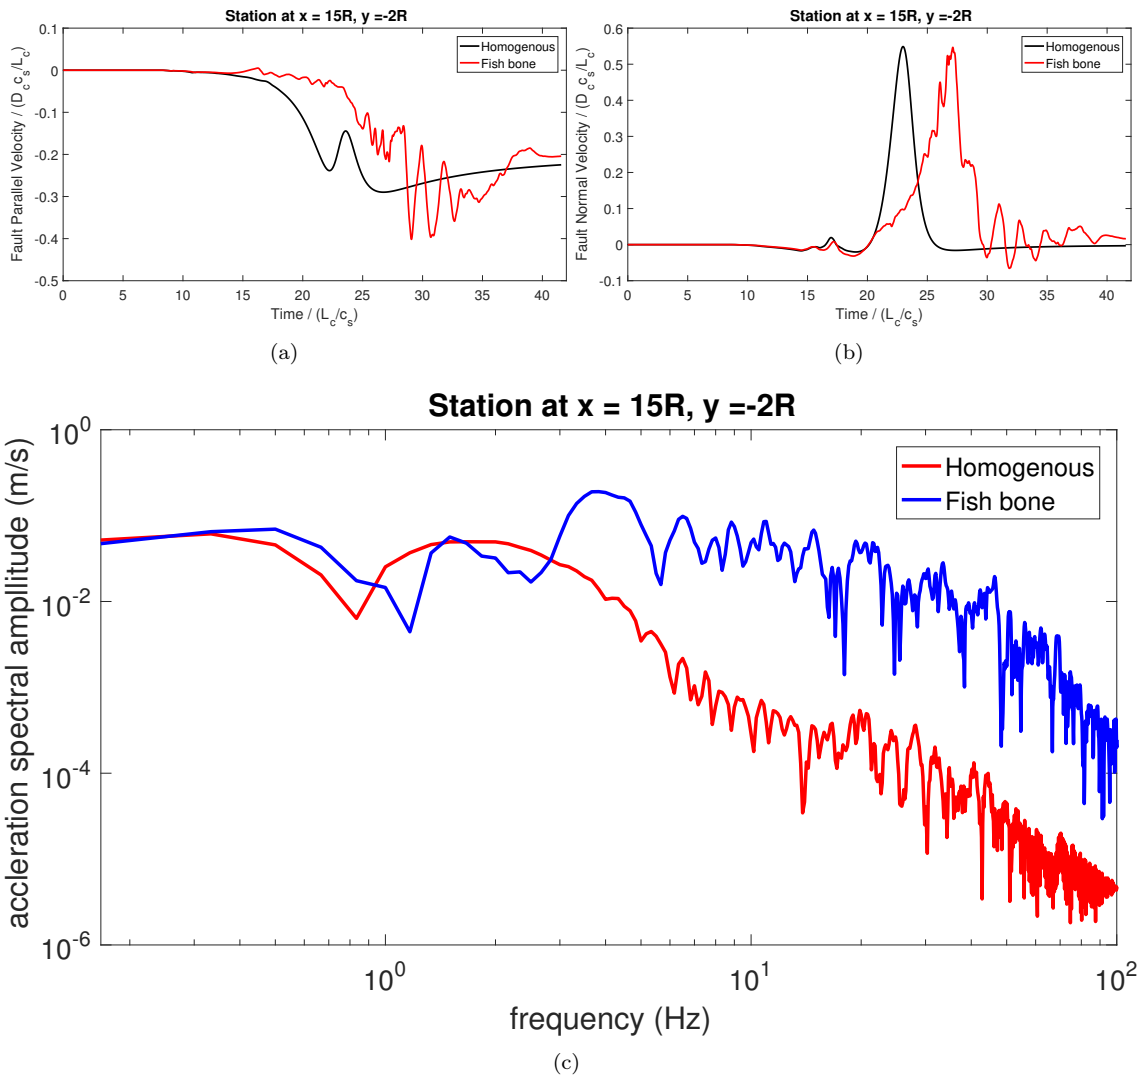 Station at x = 15R, y =-2R
Fault Parallel Velocity / (D_c c_s/L_c)
0.1
0
-0.1
-0.2
-0.3
-0.4
-0.5
0 5 10 15 20 25 30 35 40
Time / (L_c/c_s)
Homogenous
Fish bone
(a)
Station at x = 15R, y =-2R
Fault Normal Velocity / (D_c c_s/L_c)
0.6
0.5
0.4
0.3
0.2
0.1
0
-0.1
0 5 10 15 20 25 30 35 40
Time / (L_c/c_s)
Homogenous
Fish bone
(b)
Station at x = 15R, y =-2R
accleration spectral ampllitude (m/s)
10^0
10^-2
10^-4
10^-6
10^0 10^1 10^2
frequency (Hz)
Homogenous
Fish bone
(c)